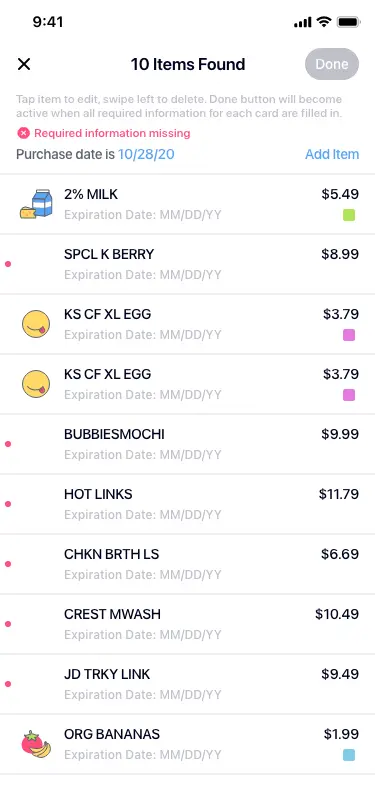 9:41
10 Items Found
Done
Tap item to edit, swipe left to delete. Done button will become
active when all required information for each card are filled in.
Required information missing
Purchase date is 10/28/20
Add Item
2% MILK
$5.49
Expiration Date: MM/DD/YY
SPCL K BERRY
$8.99
Expiration Date: MM/DD/YY
KS CF XL EGG
$3.79
Expiration Date: MM/DD/YY
KS CF XL EGG
$3.79
Expiration Date: MM/DD/YY
BUBBIESMOCHI
$9.99
Expiration Date: MM/DD/YY
HOT LINKS
$11.79
Expiration Date: MM/DD/YY
CHKN BRTH LS
$6.69
Expiration Date: MM/DD/YY
CREST MWASH
$10.49
Expiration Date: MM/DD/YY
JD TRKY LINK
$9.49
Expiration Date: MM/DD/YY
ORG BANANAS
$1.99
Expiration Date: MM/DD/YY